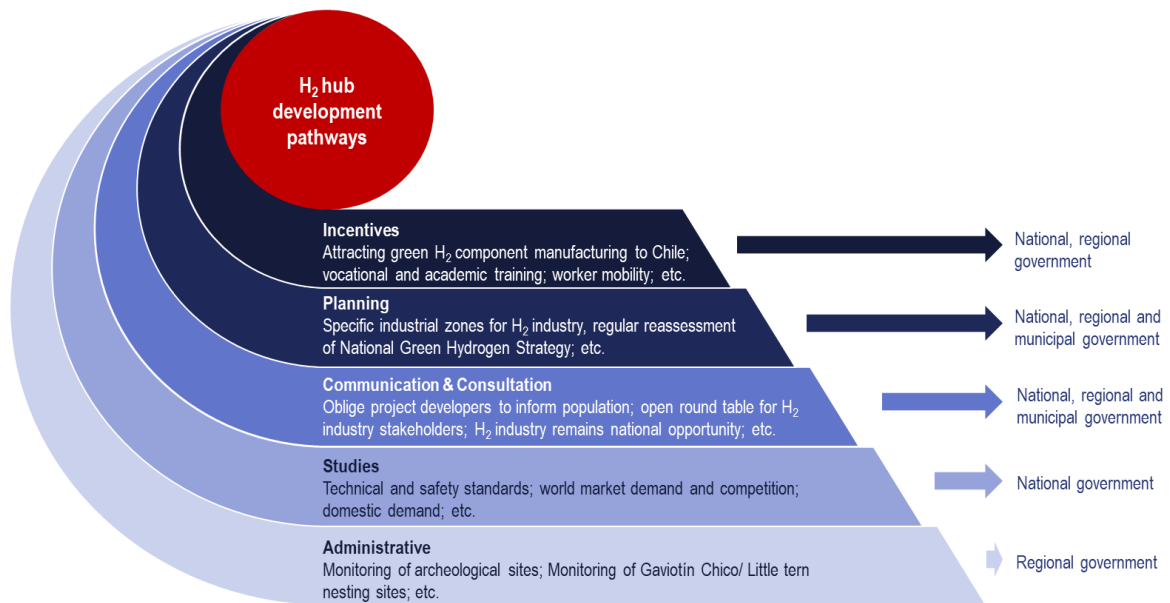 H₂ hub
development
pathways
Incentives
Attracting green H₂ component manufacturing to Chile;
vocational and academic training; worker mobility; etc.
National, regional
government
Planning
Specific industrial zones for H₂ industry, regular reassessment
of National Green Hydrogen Strategy; etc.
National, regional and
municipal government
Communication & Consultation
Oblige project developers to inform population; open round table for H₂
industry stakeholders; H₂ industry remains national opportunity; etc.
National, regional and
municipal government
Studies
Technical and safety standards; world market demand and competition;
domestic demand; etc.
National government
Administrative
Monitoring of archeological sites; Monitoring of Gaviotín Chico/ Little tern
nesting sites; etc.
Regional government